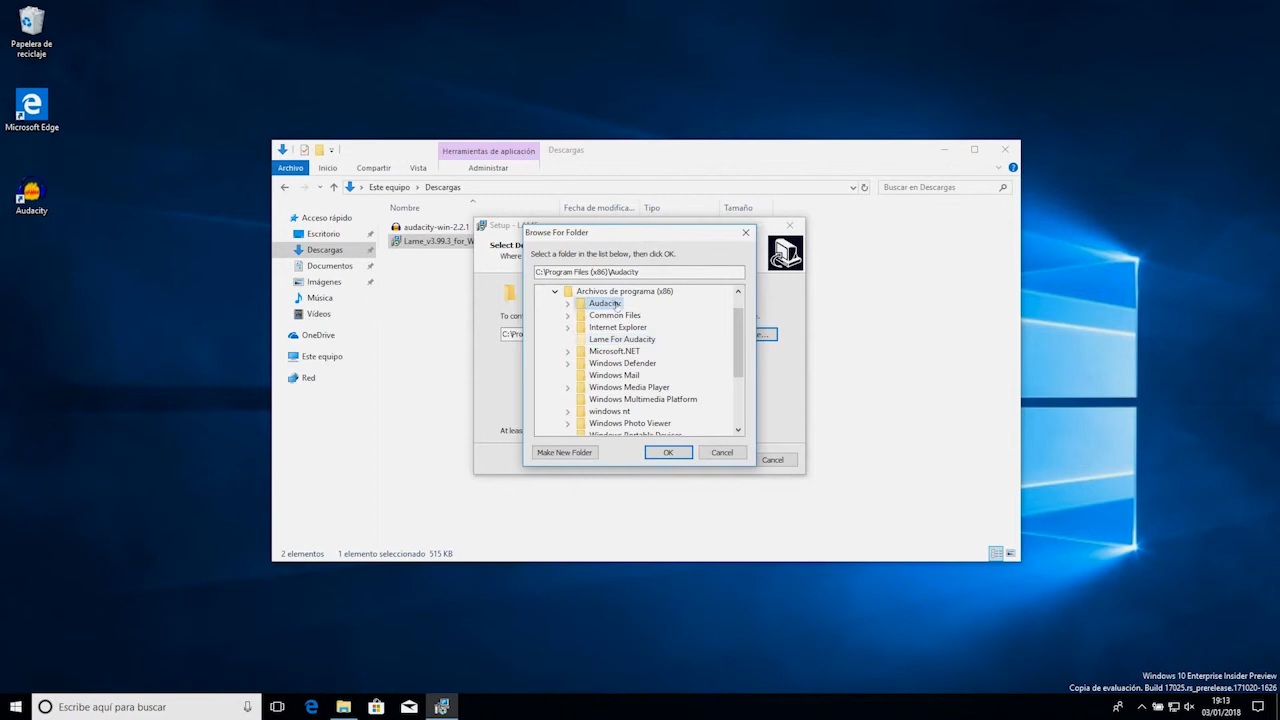 Papelera de
reciclaje
Microsoft Edge
Audacity
Herramientas de aplicación
Descargas
Archivo
Inicio
Compartir
Vista
Administrar
Este equipo
Descargas
Buscar en Descargas
Nombre
Fecha de modifica...
Tipo
Tamaño
Acceso rápido
Escritorio
Descargas
Documentos
Imágenes
Música
Vídeos
OneDrive
Este equipo
Red
audacity-win-2.2.1
Lame_v3.99.3_for_W
Setup - LAME
Select De
Where
To con
C:\Pro
e...
At leas
Cancel
Browse For Folder
Select a folder in the list below, then click OK.
C:\Program Files (x86)\Audacity
Archivos de programa (x86)
Audacity
Common Files
Internet Explorer
Lame For Audacity
Microsoft.NET
Windows Defender
Windows Mail
Windows Media Player
Windows Multimedia Platform
windows nt
Windows Photo Viewer
Windows Portable Devices
Make New Folder
OK
Cancel
2 elementos
1 elemento seleccionado 515 KB
Windows 10 Enterprise Insider Preview
Copia de evaluación. Build 17025.rs_prerelease.171020-1626
Escribe aquí para buscar
19:13
03/01/2018